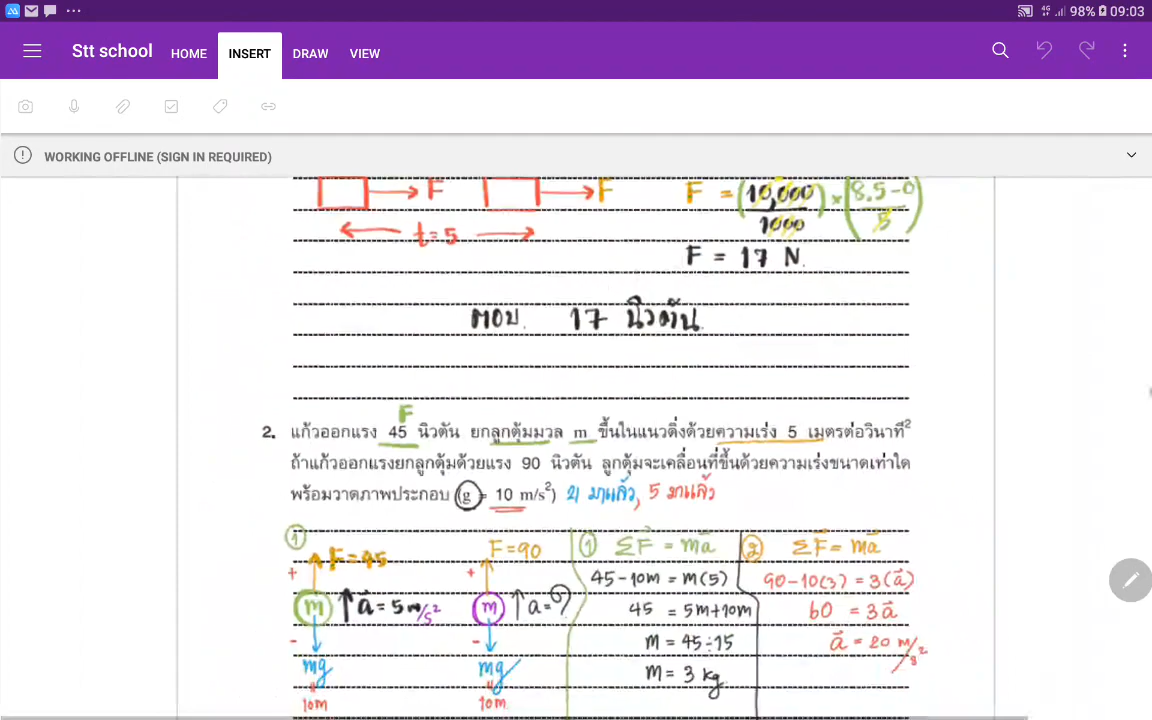 98% 09:03
Stt school HOME INSERT DRAW VIEW
WORKING OFFLINE (SIGN IN REQUIRED)
F F F = (10,000/1000) × (8.5-0/5)
t=5
F = 17 N
ตอบ 17 นิวตัน
F
2. แก้วออกแรง 45 นิวตัน ยกลูกตุ้มมวล m ขึ้นในแนวดิ่งด้วยความเร่ง 5 เมตรต่อวินาที²
ถ้าแก้วออกแรงยกลูกตุ้มด้วยแรง 90 นิวตัน ลูกตุ้มจะเคลื่อนที่ขึ้นด้วยความเร่งขนาดเท่าใด
พร้อมวาดภาพประกอบ (g = 10 m/s²) 21 มาแล้ว, 5 มาแล้ว
① F=45 F=90 ① ΣF = ma ② ΣF = ma
+ + 45-10m = m(5) 90-10(3) = 3(a)
m a = 5 m/s² m a = ? 45 = 5m+10m 60 = 3a
- - m = 45÷15 a = 20 m/s²
mg mg m = 3 kg
10m 10m